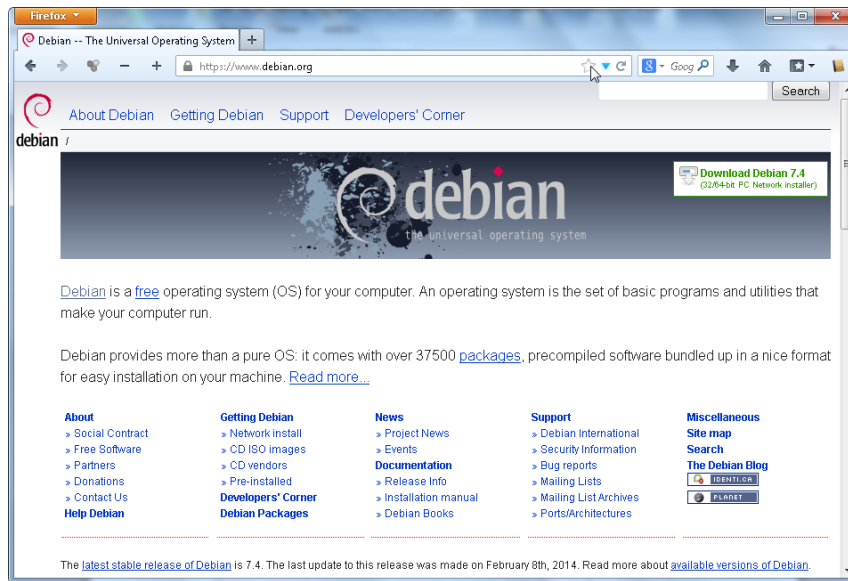 Firefox
Debian -- The Universal Operating System
https://www.debian.org
Goog
Search
About Debian Getting Debian Support Developers' Corner
debian /
debian
the universal operating system
Download Debian 7.4
(32/64-bit PC Network installer)
Debian is a free operating system (OS) for your computer. An operating system is the set of basic programs and utilities that
make your computer run.
Debian provides more than a pure OS: it comes with over 37500 packages, precompiled software bundled up in a nice format
for easy installation on your machine. Read more...
About
» Social Contract
» Free Software
» Partners
» Donations
» Contact Us
Help Debian
Getting Debian
» Network install
» CD ISO images
» CD vendors
» Pre-installed
Developers' Corner
Debian Packages
News
» Project News
» Events
Documentation
» Release Info
» Installation manual
» Debian Books
Support
» Debian International
» Security Information
» Bug reports
» Mailing Lists
» Mailing List Archives
» Ports/Architectures
Miscellaneous
Site map
Search
The Debian Blog
IDENTI.CA
PLANET
The latest stable release of Debian is 7.4. The last update to this release was made on February 8th, 2014. Read more about available versions of Debian.